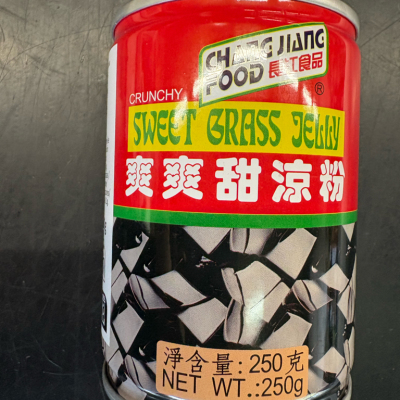 CHANG JIANG
FOOD 長江食品
®
CRUNCHY
SWEET GRASS JELLY
爽爽甜涼粉
淨含量: 250克
NET WT.:250g